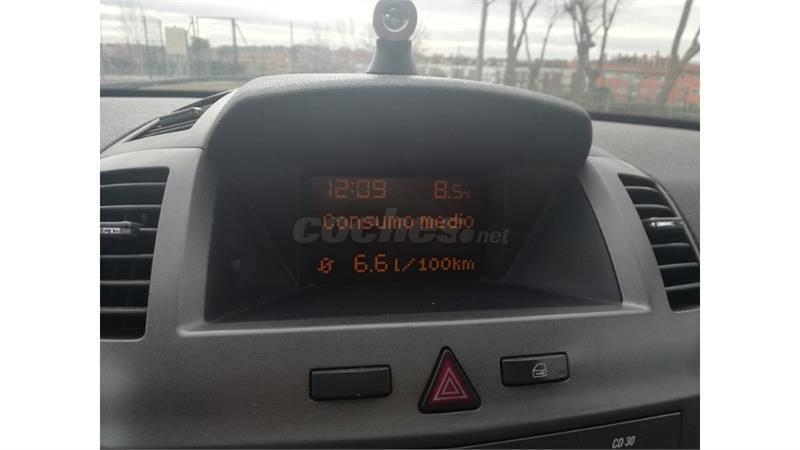 12:09 8.5°C
Consumo medio
coches.net
6.6 l/100km
CD 30